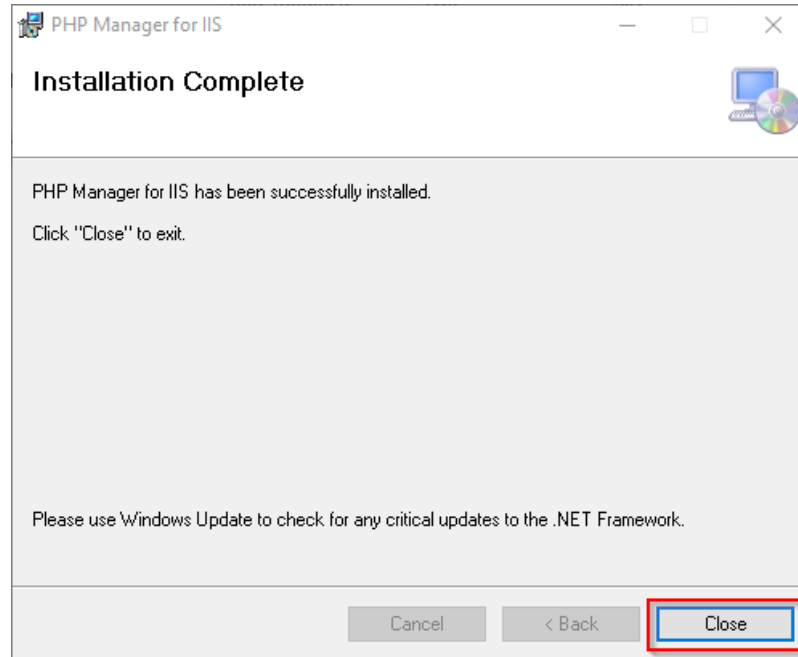 PHP Manager for IIS
Installation Complete
PHP Manager for IIS has been successfully installed.
Click "Close" to exit.
Please use Windows Update to check for any critical updates to the .NET Framework.
Cancel
< Back
Close